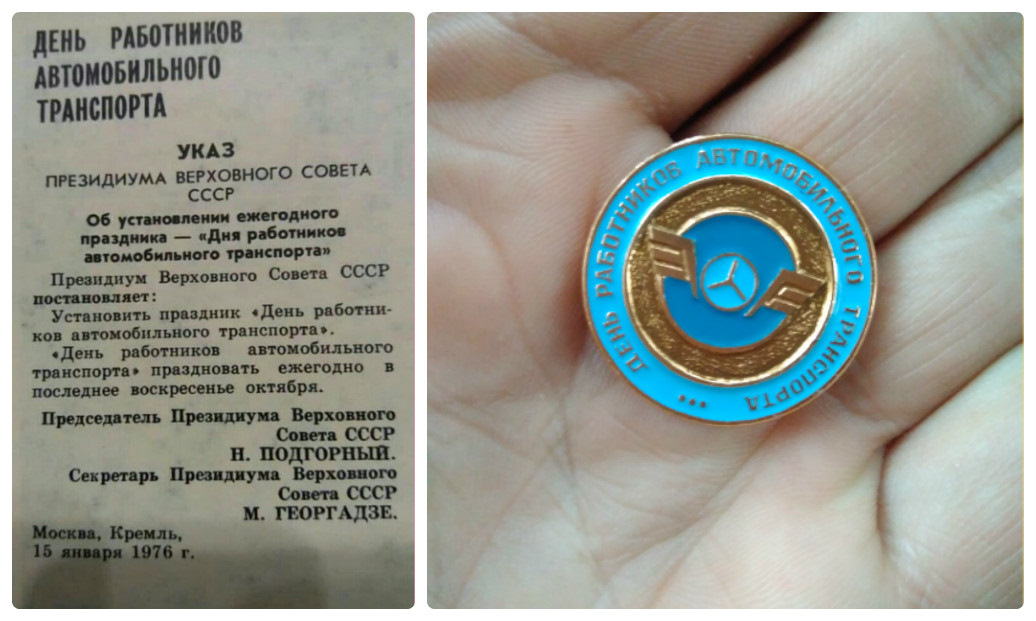 ДЕНЬ РАБОТНИКОВ
АВТОМОБИЛЬНОГО
ТРАНСПОРТА
УКАЗ
ПРЕЗИДИУМА ВЕРХОВНОГО СОВЕТА
СССР
Об установлении ежегодного
праздника — «Дня работников
автомобильного транспорта»
Президиум Верховного Совета СССР
постановляет:
Установить праздник «День работни-
ков автомобильного транспорта».
«День работников автомобильного
транспорта» праздновать ежегодно в
последнее воскресенье октября.
Председатель Президиума Верховного
Совета СССР
Н. ПОДГОРНЫЙ.
Секретарь Президиума Верховного
Совета СССР
М. ГЕОРГАДЗЕ.
Москва, Кремль,
15 января 1976 г.
ДЕНЬ РАБОТНИКОВ АВТОМОБИЛЬНОГО ТРАНСПОРТА